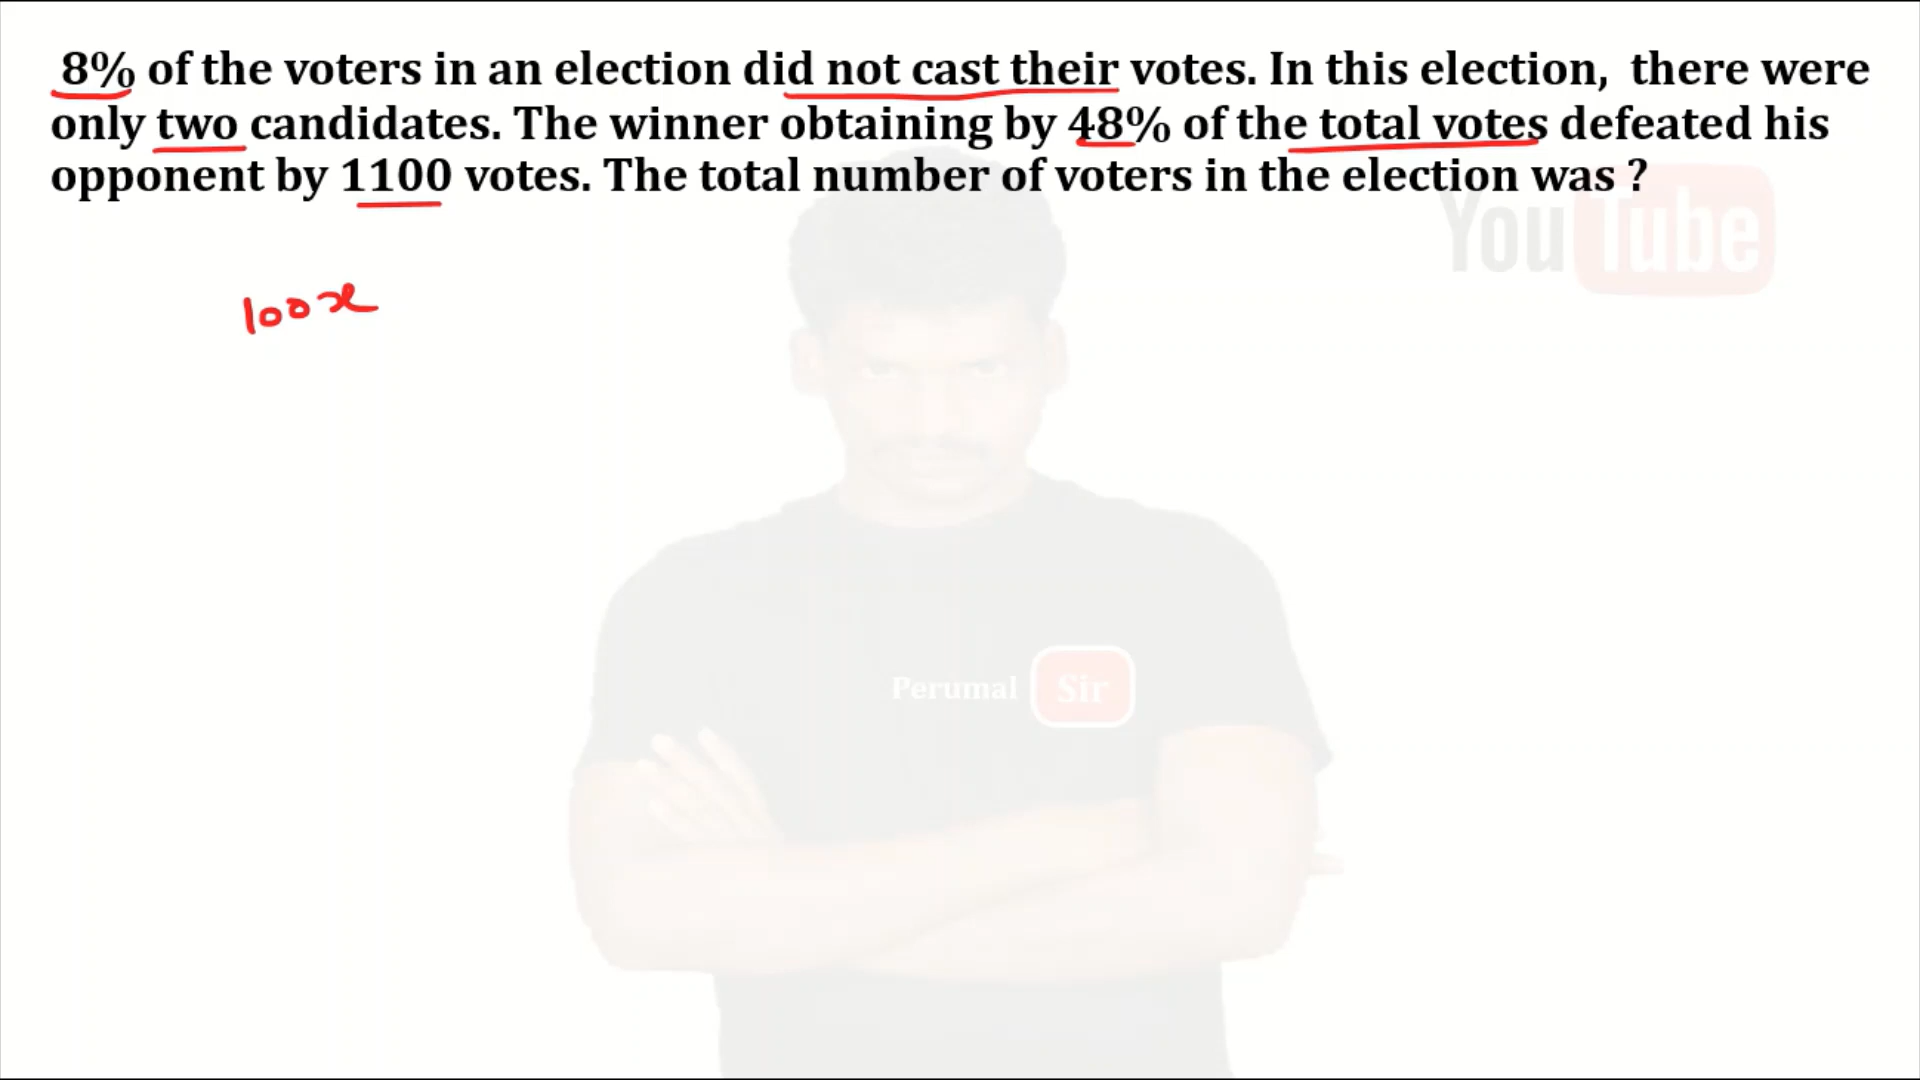 8% of the voters in an election did not cast their votes. In this election, there were
only two candidates. The winner obtaining by 48% of the total votes defeated his
opponent by 1100 votes. The total number of voters in the election was ?
YouTube
100x
Perumal Sir